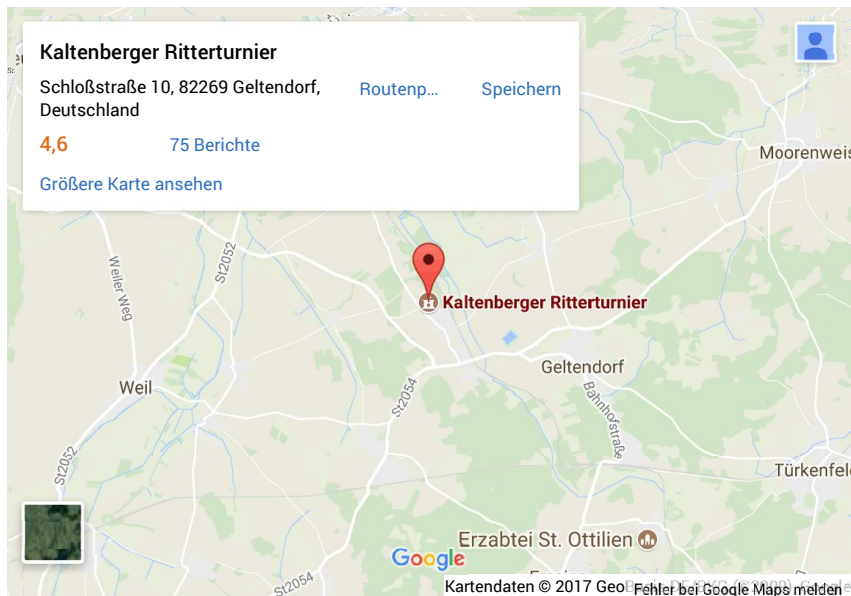 Kaltenberger Ritterturnier
Schloßstraße 10, 82269 Geltendorf,
Deutschland
Routenp...
Speichern
4,6
75 Berichte
Größere Karte ansehen
Moorenweis
St2052
Weiler Weg
Kaltenberger Ritterturnier
Geltendorf
Weil
St2054
Bahnhofstraße
St2052
Türkenfel
Erzabtei St. Ottilien
Google
St2054
Kartendaten © 2017 Geo
Fehler bei Google Maps melden